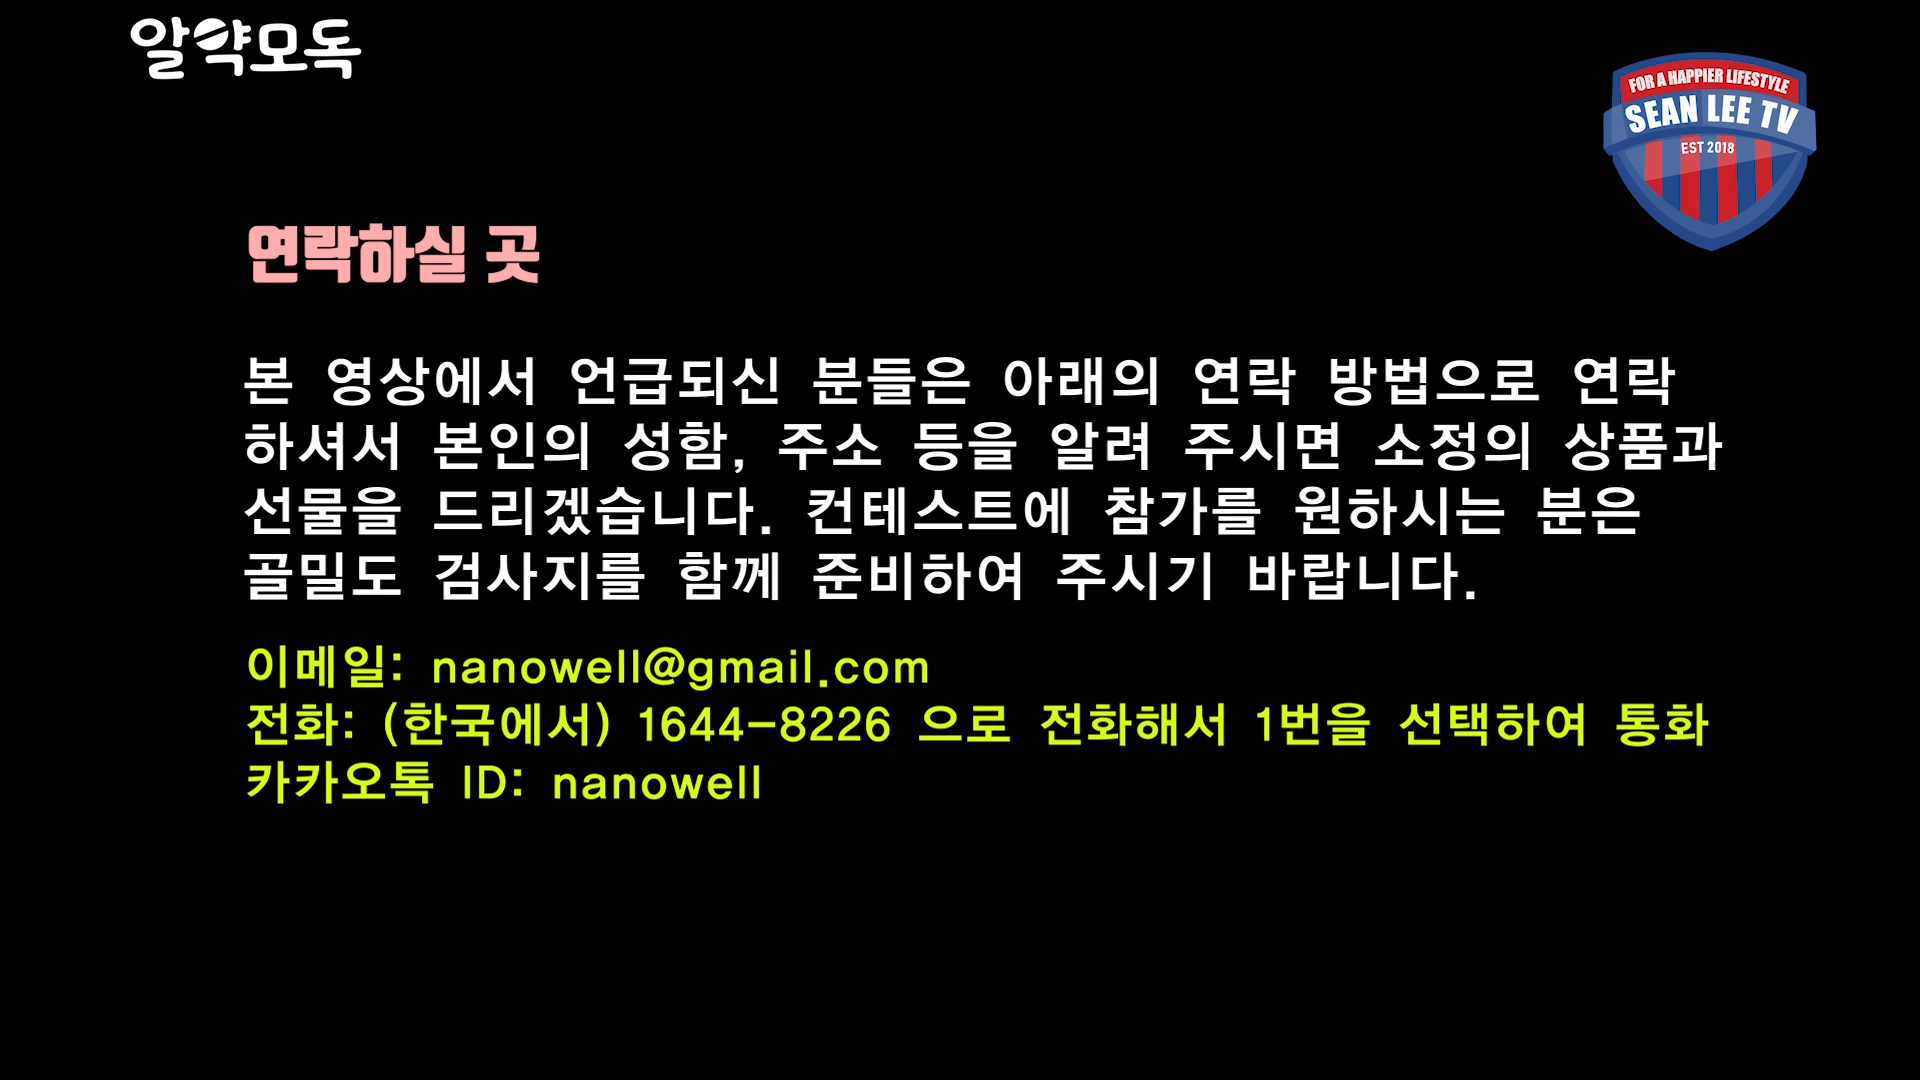 알약모독
FOR A HAPPIER LIFESTYLE
SEAN LEE TV
EST 2018
연락하실 곳
본 영상에서 언급되신 분들은 아래의 연락 방법으로 연락
하셔서 본인의 성함, 주소 등을 알려 주시면 소정의 상품과
선물을 드리겠습니다. 컨테스트에 참가를 원하시는 분은
골밀도 검사지를 함께 준비하여 주시기 바랍니다.
이메일: nanowell@gmail.com
전화: (한국에서) 1644-8226 으로 전화해서 1번을 선택하여 통화
카카오톡 ID: nanowell